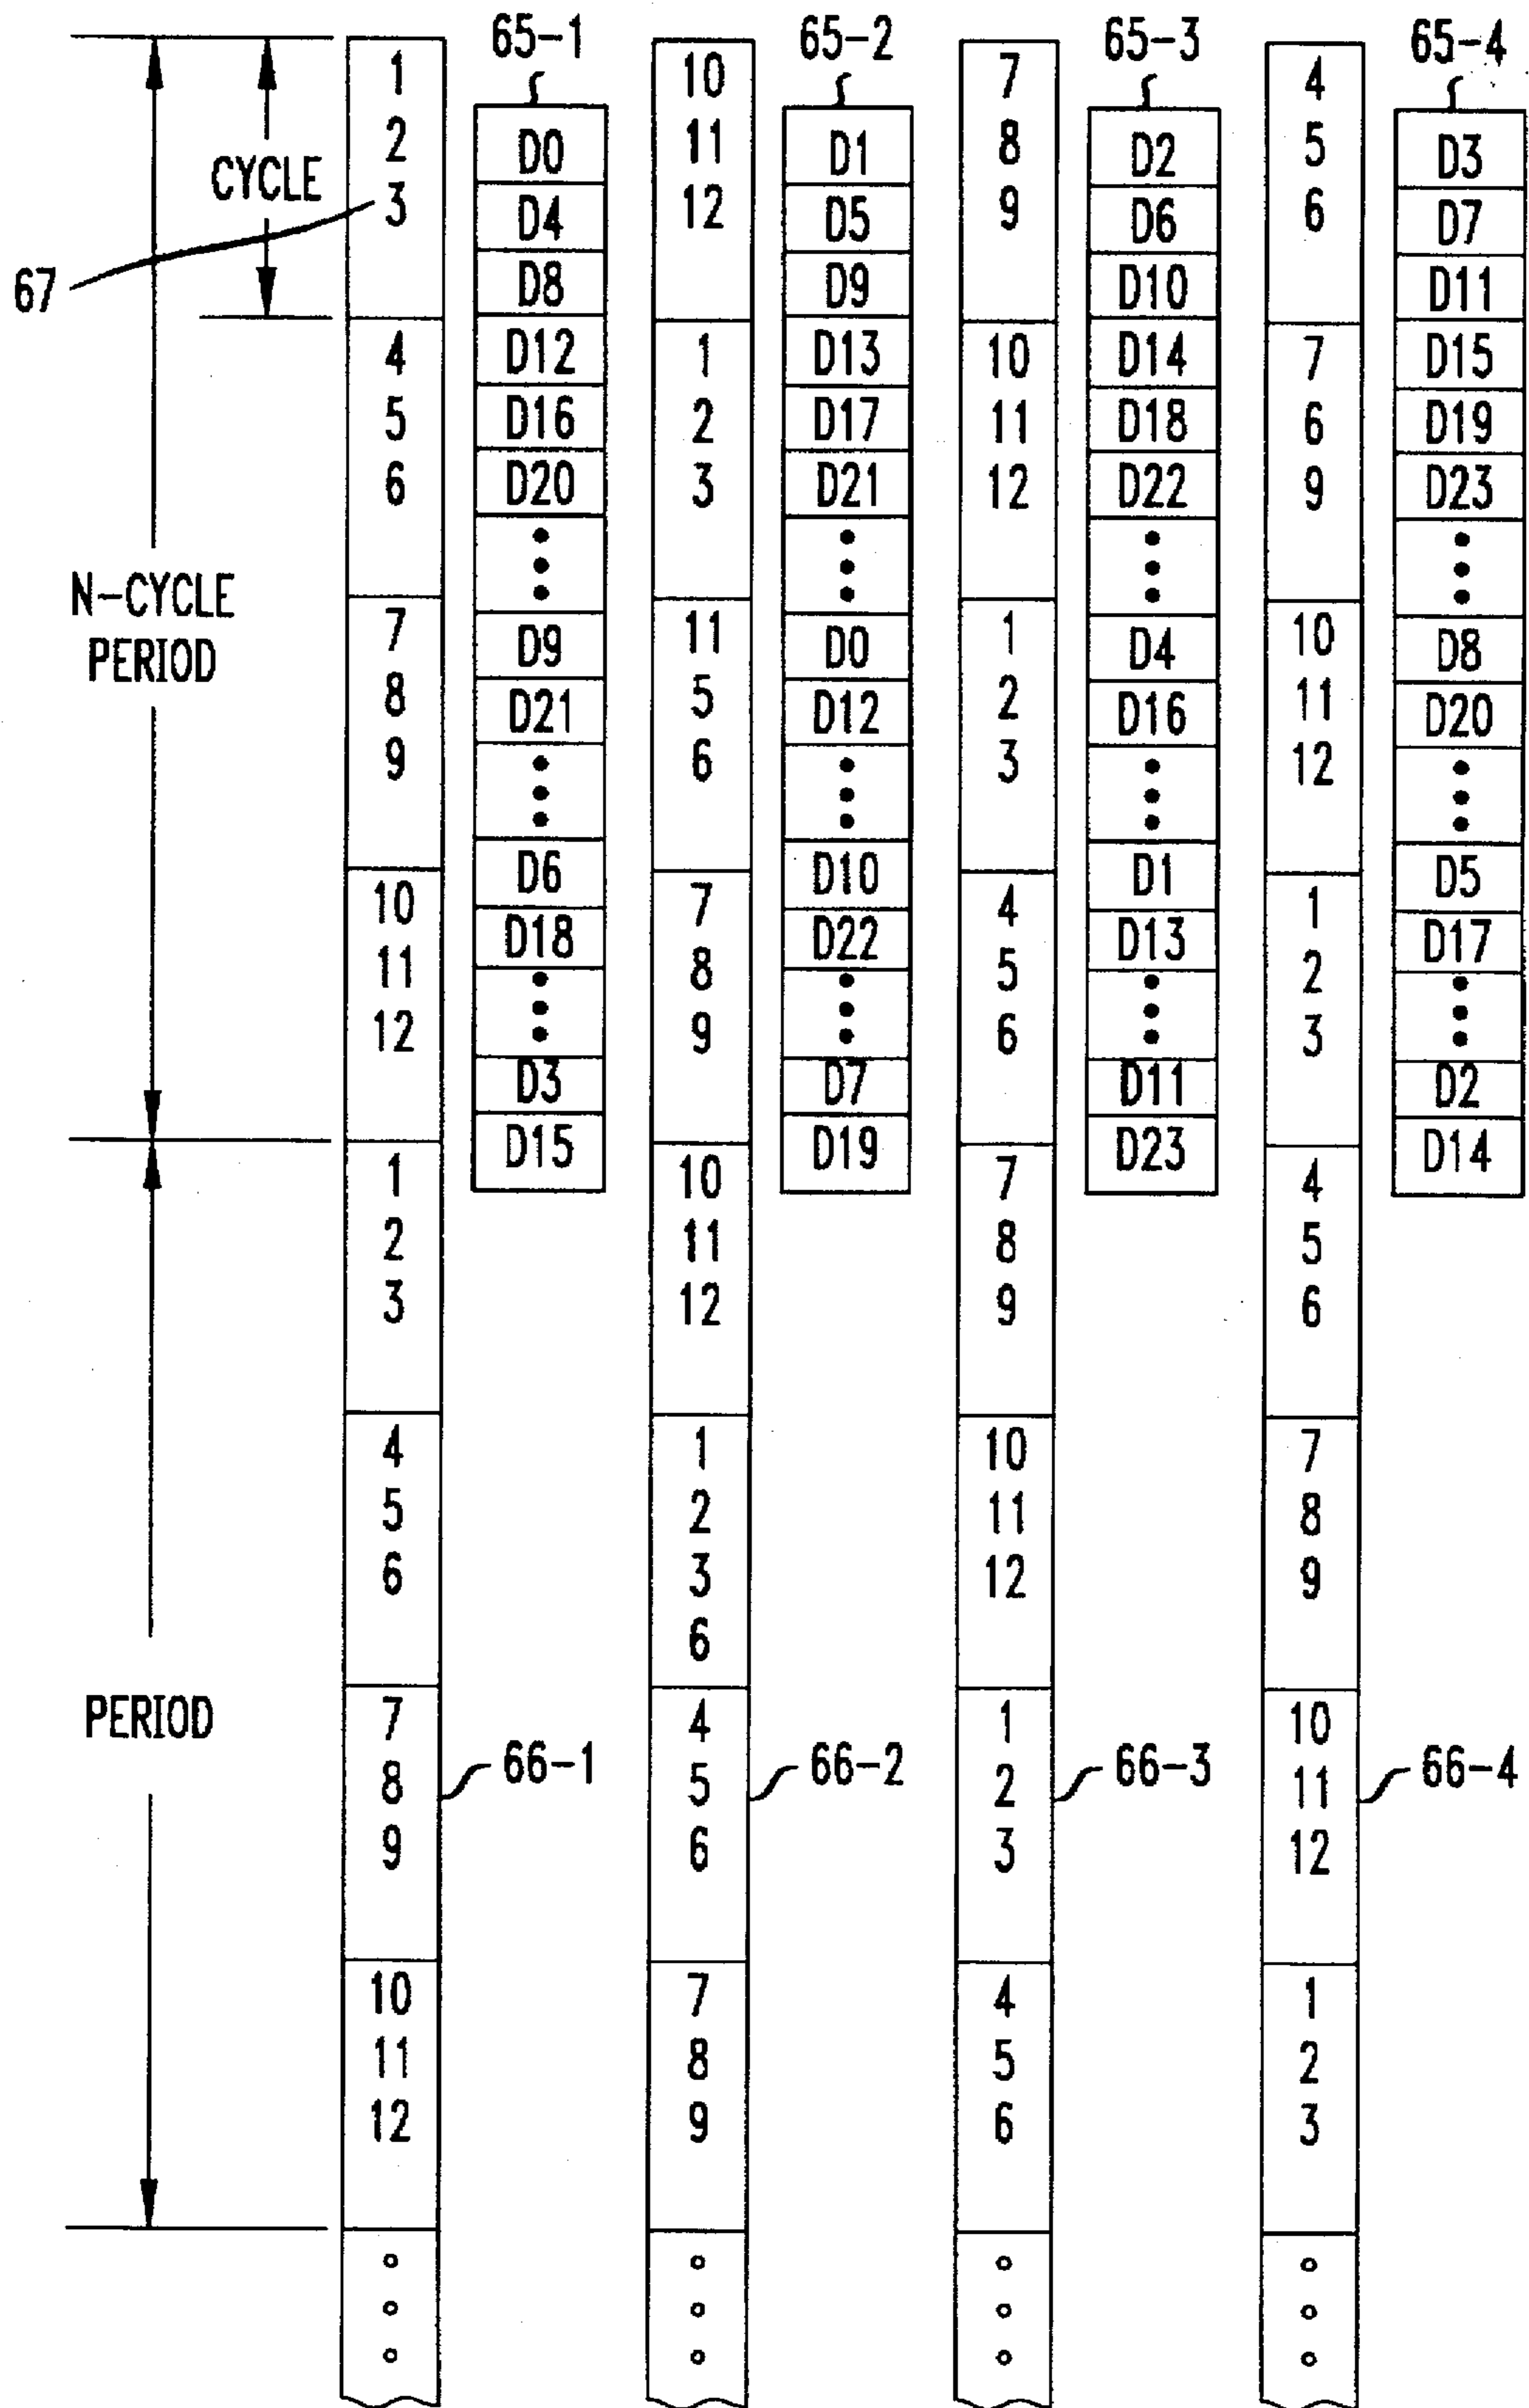 65-1 65-2 65-3 65-4
1 10 7 4
D0 D1 D2 D3
2 11 8 5
CYCLE
3 12 9 6
D4 D5 D6 D7
67
D8 D9 D10 D11
4 D12 1 D13 10 D14 7 D15
5 D16 2 D17 11 D18 6 D19
6 D20 3 D21 12 D22 9 D23
N-CYCLE
PERIOD
7 D9 11 D0 1 D4 10 D8
8 D21 5 D12 2 D16 11 D20
9 6 3 12
D6 D10 D1 D5
10 7 4 1
D18 D22 D13 D17
11 8 5 2
12 9 6 3
D3 D7 D11 D2
D15 D19 D23 D14
1 10 7 4
2 11 8 5
3 12 9 6
4 1 10 7
5 2 11 8
6 3 12 9
6
PERIOD
7 4 1 10
66-1 66-2 66-3 66-4
8 5 2 11
9 6 3 12
10 7 4 1
11 8 5 2
12 9 6 3